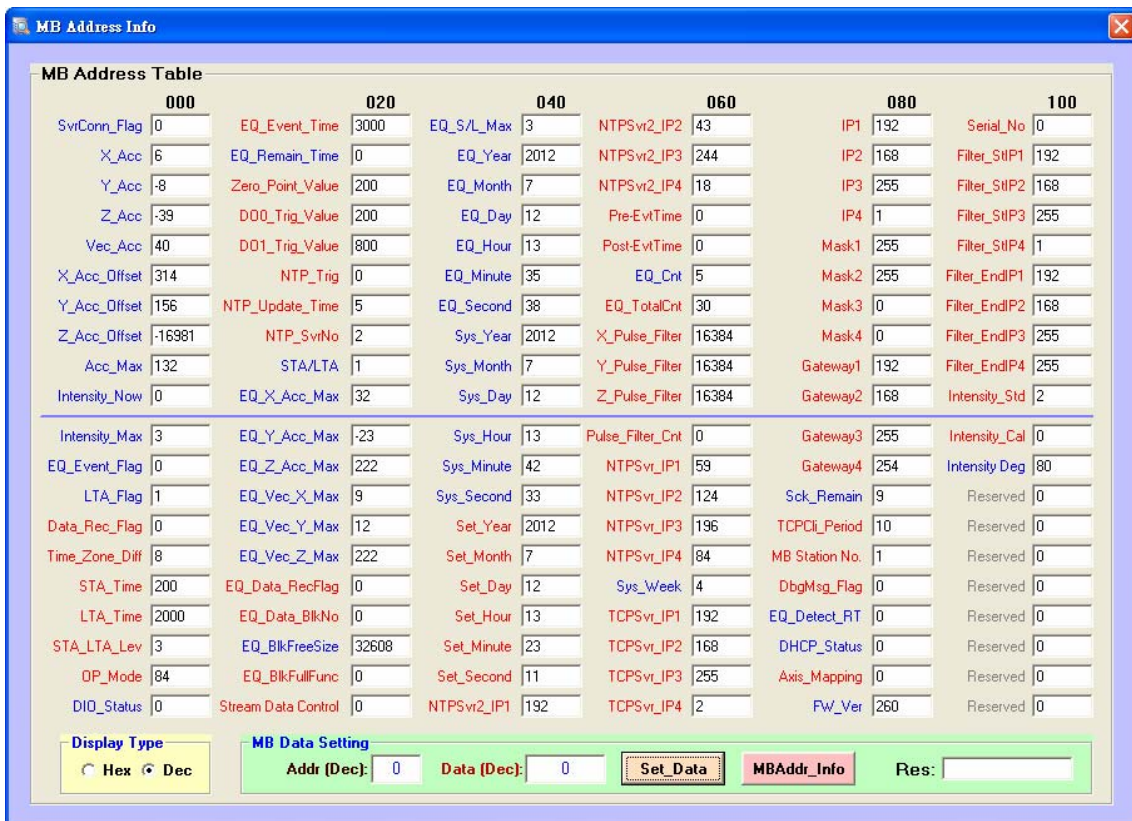 MB Address Info
MB Address Table
000 020 040 060 080 100
SvrConn_Flag 0 EQ_Event_Time 3000 EQ_S/L_Max 3 NTPSvr2_IP2 43 IP1 192 Serial_No 0
X_Acc 6 EQ_Remain_Time 0 EQ_Year 2012 NTPSvr2_IP3 244 IP2 168 Filter_StIP1 192
Y_Acc -8 Zero_Point_Value 200 EQ_Month 7 NTPSvr2_IP4 18 IP3 255 Filter_StIP2 168
Z_Acc -39 DO0_Trig_Value 200 EQ_Day 12 Pre-EvtTime 0 IP4 1 Filter_StIP3 255
Vec_Acc 40 DO1_Trig_Value 800 EQ_Hour 13 Post-EvtTime 0 Mask1 255 Filter_StIP4 1
X_Acc_Offset 314 NTP_Trig 0 EQ_Minute 35 EQ_Cnt 5 Mask2 255 Filter_EndIP1 192
Y_Acc_Offset 156 NTP_Update_Time 5 EQ_Second 38 EQ_TotalCnt 30 Mask3 0 Filter_EndIP2 168
Z_Acc_Offset -16981 NTP_SvrNo 2 Sys_Year 2012 X_Pulse_Filter 16384 Mask4 0 Filter_EndIP3 255
Acc_Max 132 STA/LTA 1 Sys_Month 7 Y_Pulse_Filter 16384 Gateway1 192 Filter_EndIP4 255
Intensity_Now 0 EQ_X_Acc_Max 32 Sys_Day 12 Z_Pulse_Filter 16384 Gateway2 168 Intensity_Std 2
Intensity_Max 3 EQ_Y_Acc_Max -23 Sys_Hour 13 Pulse_Filter_Cnt 0 Gateway3 255 Intensity_Cal 0
EQ_Event_Flag 0 EQ_Z_Acc_Max 222 Sys_Minute 42 NTPSvr_IP1 59 Gateway4 254 Intensity Deg 80
LTA_Flag 1 EQ_Vec_X_Max 9 Sys_Second 33 NTPSvr_IP2 124 Sck_Remain 9 Reserved 0
Data_Rec_Flag 0 EQ_Vec_Y_Max 12 Set_Year 2012 NTPSvr_IP3 196 TCPCli_Period 10 Reserved 0
Time_Zone_Diff 8 EQ_Vec_Z_Max 222 Set_Month 7 NTPSvr_IP4 84 MB Station No. 1 Reserved 0
STA_Time 200 EQ_Data_RecFlag 0 Set_Day 12 Sys_Week 4 DbgMsg_Flag 0 Reserved 0
LTA_Time 2000 EQ_Data_BlkNo 0 Set_Hour 13 TCPSvr_IP1 192 EQ_Detect_RT 0 Reserved 0
STA_LTA_Lev 3 EQ_BlkFreeSize 32608 Set_Minute 23 TCPSvr_IP2 168 DHCP_Status 0 Reserved 0
OP_Mode 84 EQ_BlkFullFunc 0 Set_Second 11 TCPSvr_IP3 255 Axis_Mapping 0 Reserved 0
DIO_Status 0 Stream Data Control 0 NTPSvr2_IP1 192 TCPSvr_IP4 2 FW_Ver 260 Reserved 0
Display Type MB Data Setting
Hex Dec Addr (Dec): 0 Data (Dec): 0 Set_Data MBAddr_Info Res: